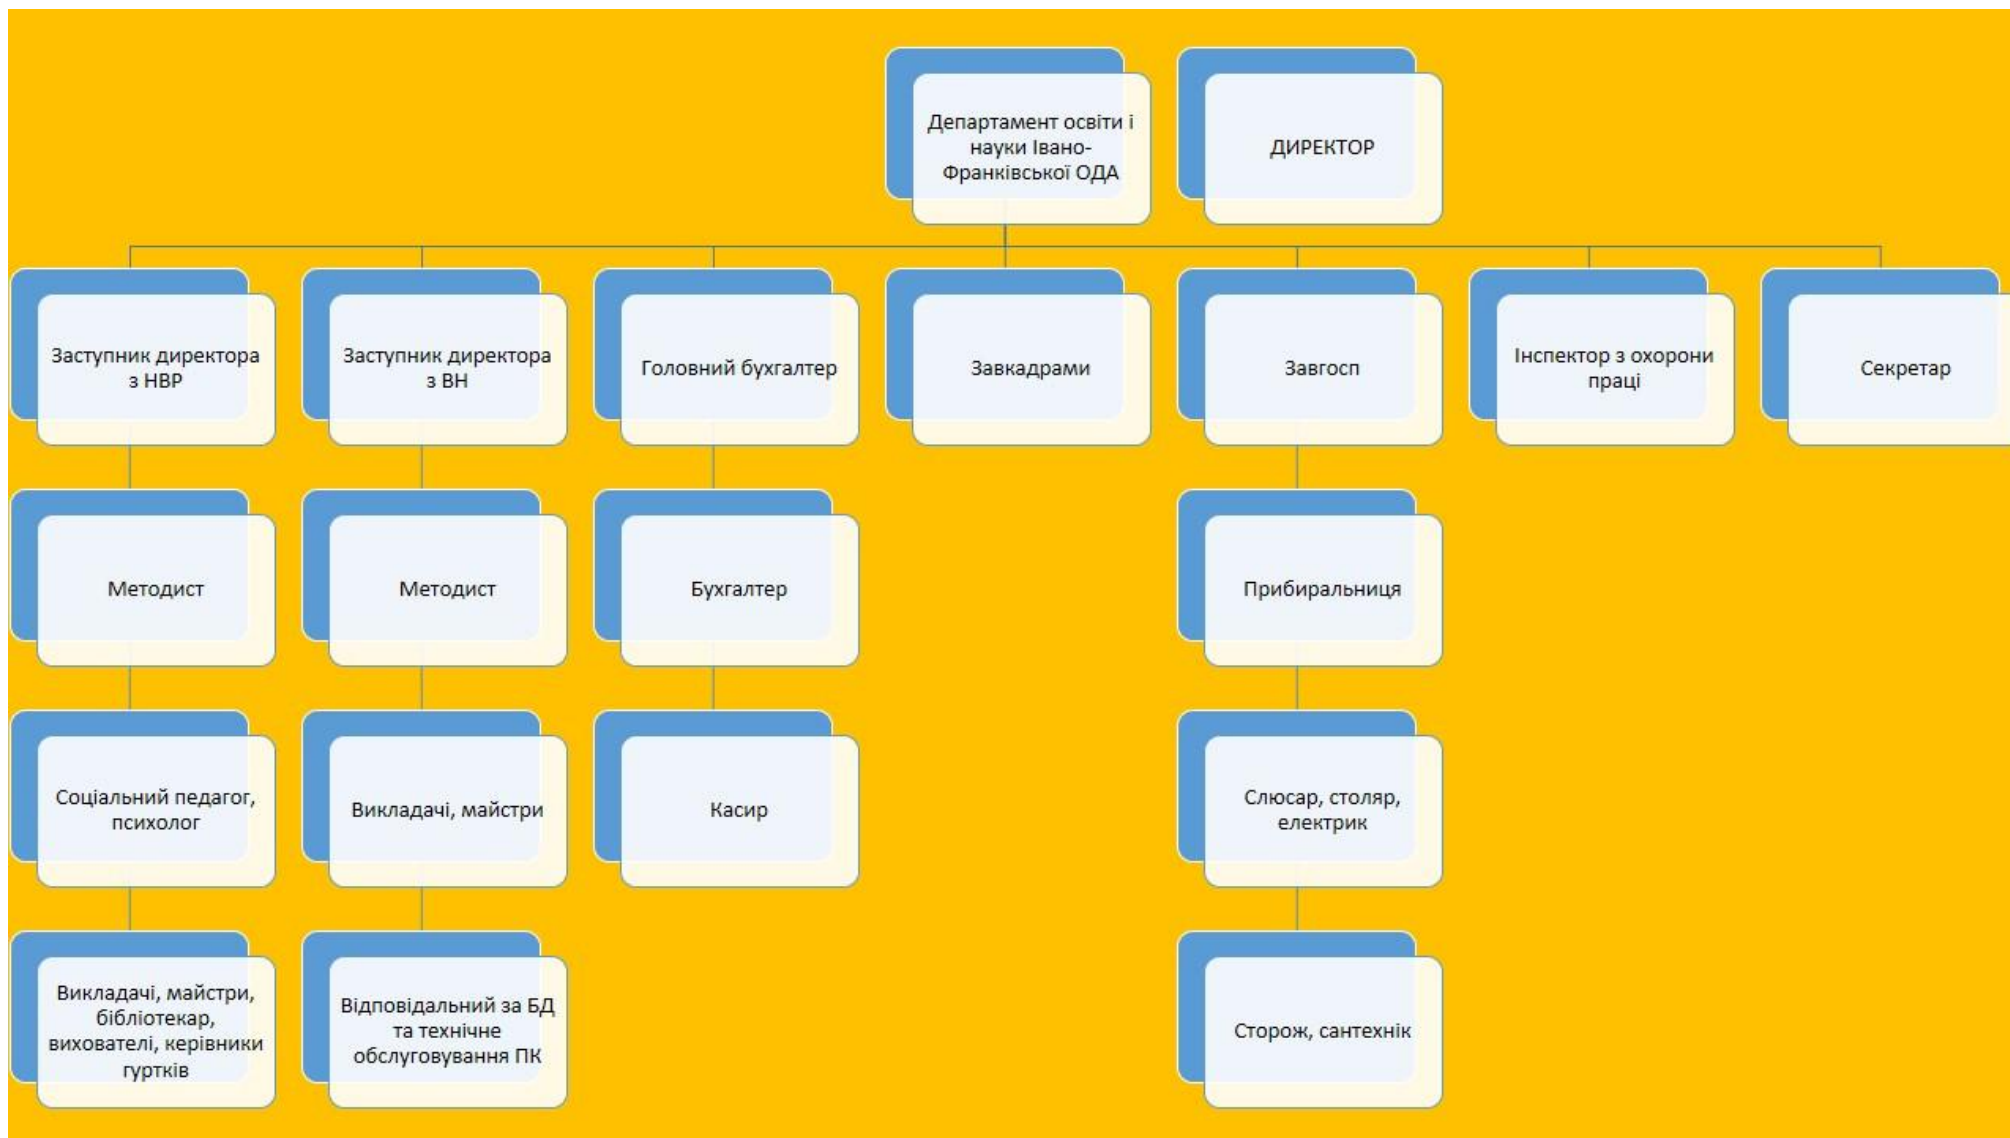 Департамент освіти і
науки Івано-
Франківської ОДА
ДИРЕКТОР
Заступник директора
з НВР
Заступник директора
з ВН
Головний бухгалтер
Завкадрами
Завгосп
Інспектор з охорони
праці
Секретар
Методист
Методист
Бухгалтер
Прибиральниця
Соціальний педагог,
психолог
Викладачі, майстри
Касир
Слюсар, столяр,
електрик
Викладачі, майстри,
бібліотекар,
вихователі, керівники
гуртків
Відповідальний за БД
та технічне
обслуговування ПК
Сторож, сантехнік